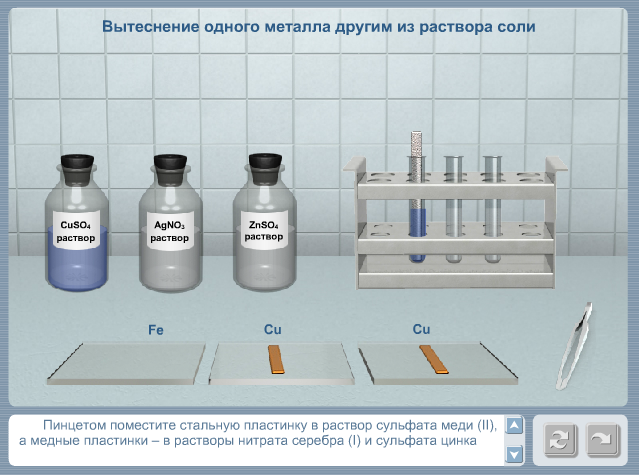 Вытеснение одного металла другим из раствора соли
CuSO₄
раствор
AgNO₃
раствор
ZnSO₄
раствор
Fe
Cu
Cu
Пинцетом поместите стальную пластинку в раствор сульфата меди (II),
а медные пластинки – в растворы нитрата серебра (I) и сульфата цинка